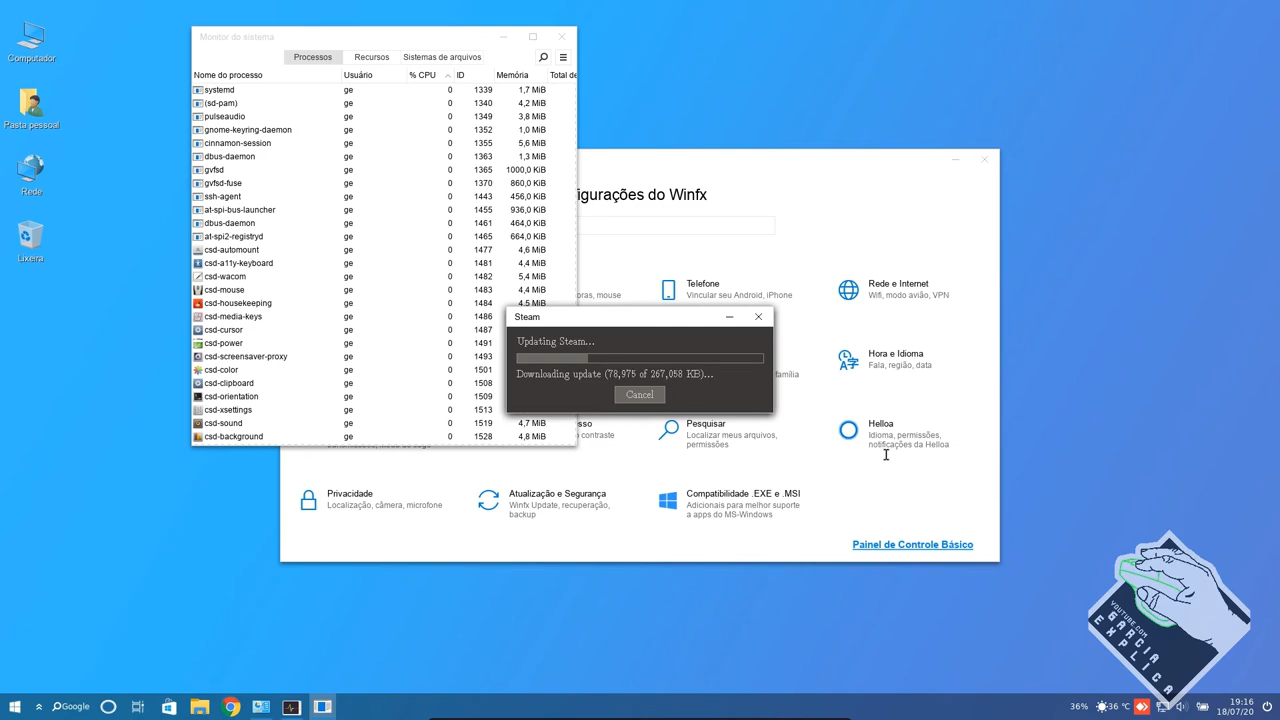 Computador
Pasta pessoal
Rede
Lixeira
Monitor do sistema
Processos Recursos Sistemas de arquivos
Nome do processo Usuário % CPU ID Memória Total de
systemd ge 0 1339 1,7 MiB
(sd-pam) ge 0 1340 4,2 MiB
pulseaudio ge 0 1349 3,8 MiB
gnome-keyring-daemon ge 0 1352 1,0 MiB
cinnamon-session ge 0 1355 5,6 MiB
dbus-daemon ge 0 1363 1,3 MiB
gvfsd ge 0 1365 1000,0 KiB
gvfsd-fuse ge 0 1370 860,0 KiB
ssh-agent ge 0 1443 456,0 KiB
at-spi-bus-launcher ge 0 1455 936,0 KiB
dbus-daemon ge 0 1461 464,0 KiB
at-spi2-registryd ge 0 1465 664,0 KiB
csd-automount ge 0 1477 4,6 MiB
csd-a11y-keyboard ge 0 1481 4,4 MiB
csd-wacom ge 0 1482 5,4 MiB
csd-mouse ge 0 1483 4,4 MiB
csd-housekeeping ge 0 1484 4,5 MiB
csd-media-keys ge 0 1486
csd-cursor ge 0 1487
csd-power ge 0 1491
csd-screensaver-proxy ge 0 1493
csd-color ge 0 1501
csd-clipboard ge 0 1508
csd-orientation ge 0 1509
csd-xsettings ge 0 1513
csd-sound ge 0 1519 4,7 MiB
csd-background ge 0 1528 4,8 MiB
igurações do Winfx
oras, mouse
Telefone
Vincular seu Android, iPhone
Rede e Internet
Wifi, modo avião, VPN
Steam
Updating Steam...
Downloading update (78,975 of 267,058 KB)...
Cancel
família
Hora e Idioma
Fala, região, data
sso
contraste
Pesquisar
Localizar meus arquivos,
permissões
Helloa
Idioma, permissões,
notificações da Helloa
Privacidade
Localização, câmera, microfone
Atualização e Segurança
Winfx Update, recuperação,
backup
Compatibilidade .EXE e .MSI
Adicionais para melhor suporte
a apps do MS-Windows
Painel de Controle Básico
YOUTUBE.COM
GARCIA
EXPLICA
Google
36% 36 °C 19:16
18/07/20